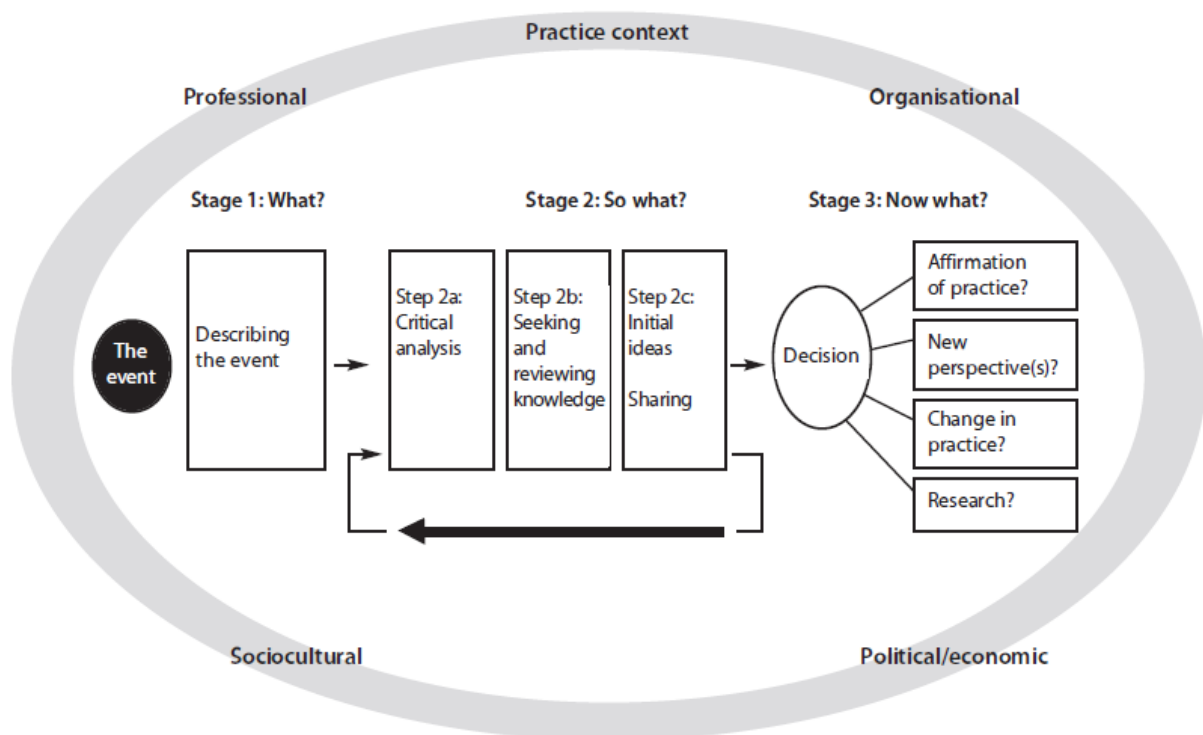 Practice context
Professional
Organisational
Stage 1: What?
Stage 2: So what?
Stage 3: Now what?
The
event
Describing
the event
Step 2a:
Critical
analysis
Step 2b:
Seeking
and
reviewing
knowledge
Step 2c:
Initial
ideas
Sharing
Decision
Affirmation
of practice?
New
perspective(s)?
Change in
practice?
Research?
Sociocultural
Political/economic